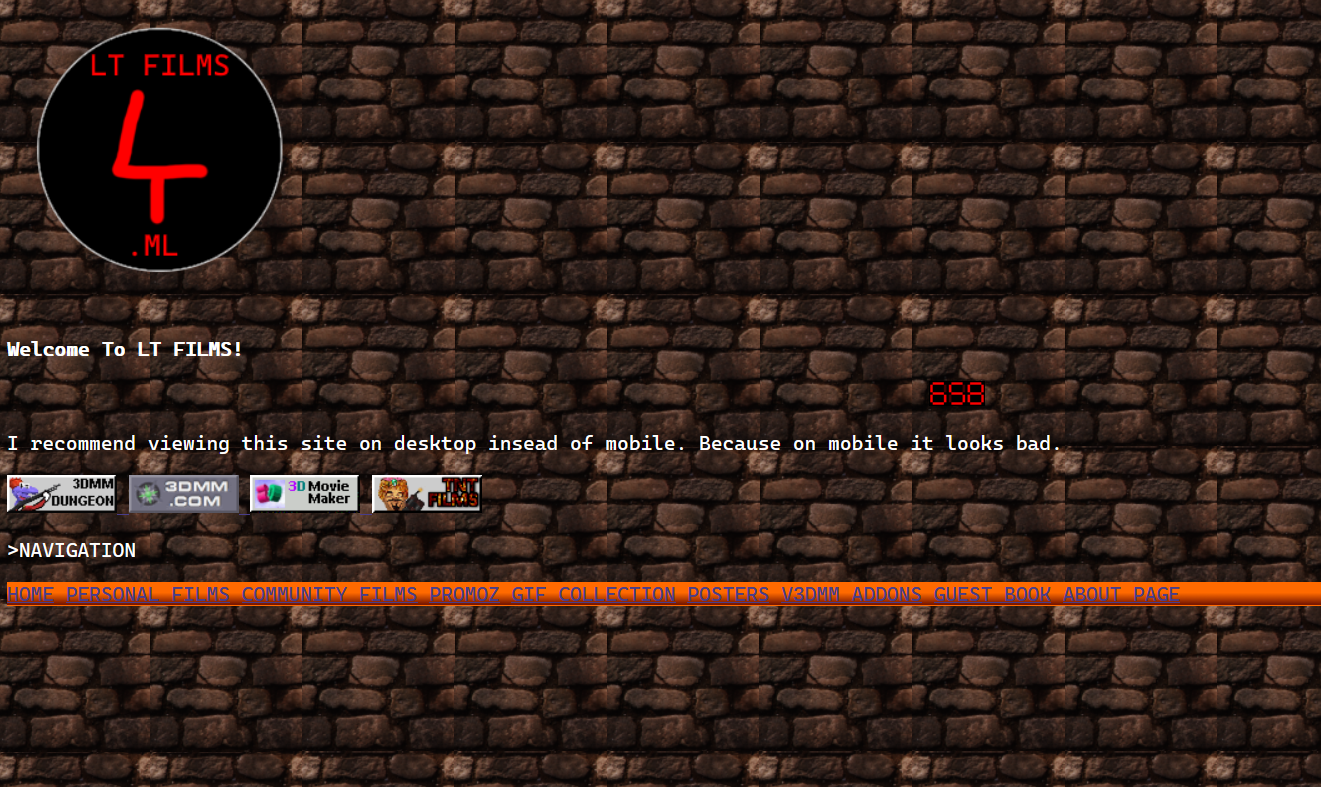 LT FILMS
.ML
Welcome To LT FILMS!
658
I recommend viewing this site on desktop insead of mobile. Because on mobile it looks bad.
3DMM DUNGEON
3DMM .COM
3D Movie Maker
TNT FILMS
>NAVIGATION
HOME PERSONAL FILMS COMMUNITY FILMS PROMOZ GIF COLLECTION POSTERS V3DMM ADDONS GUEST BOOK ABOUT PAGE